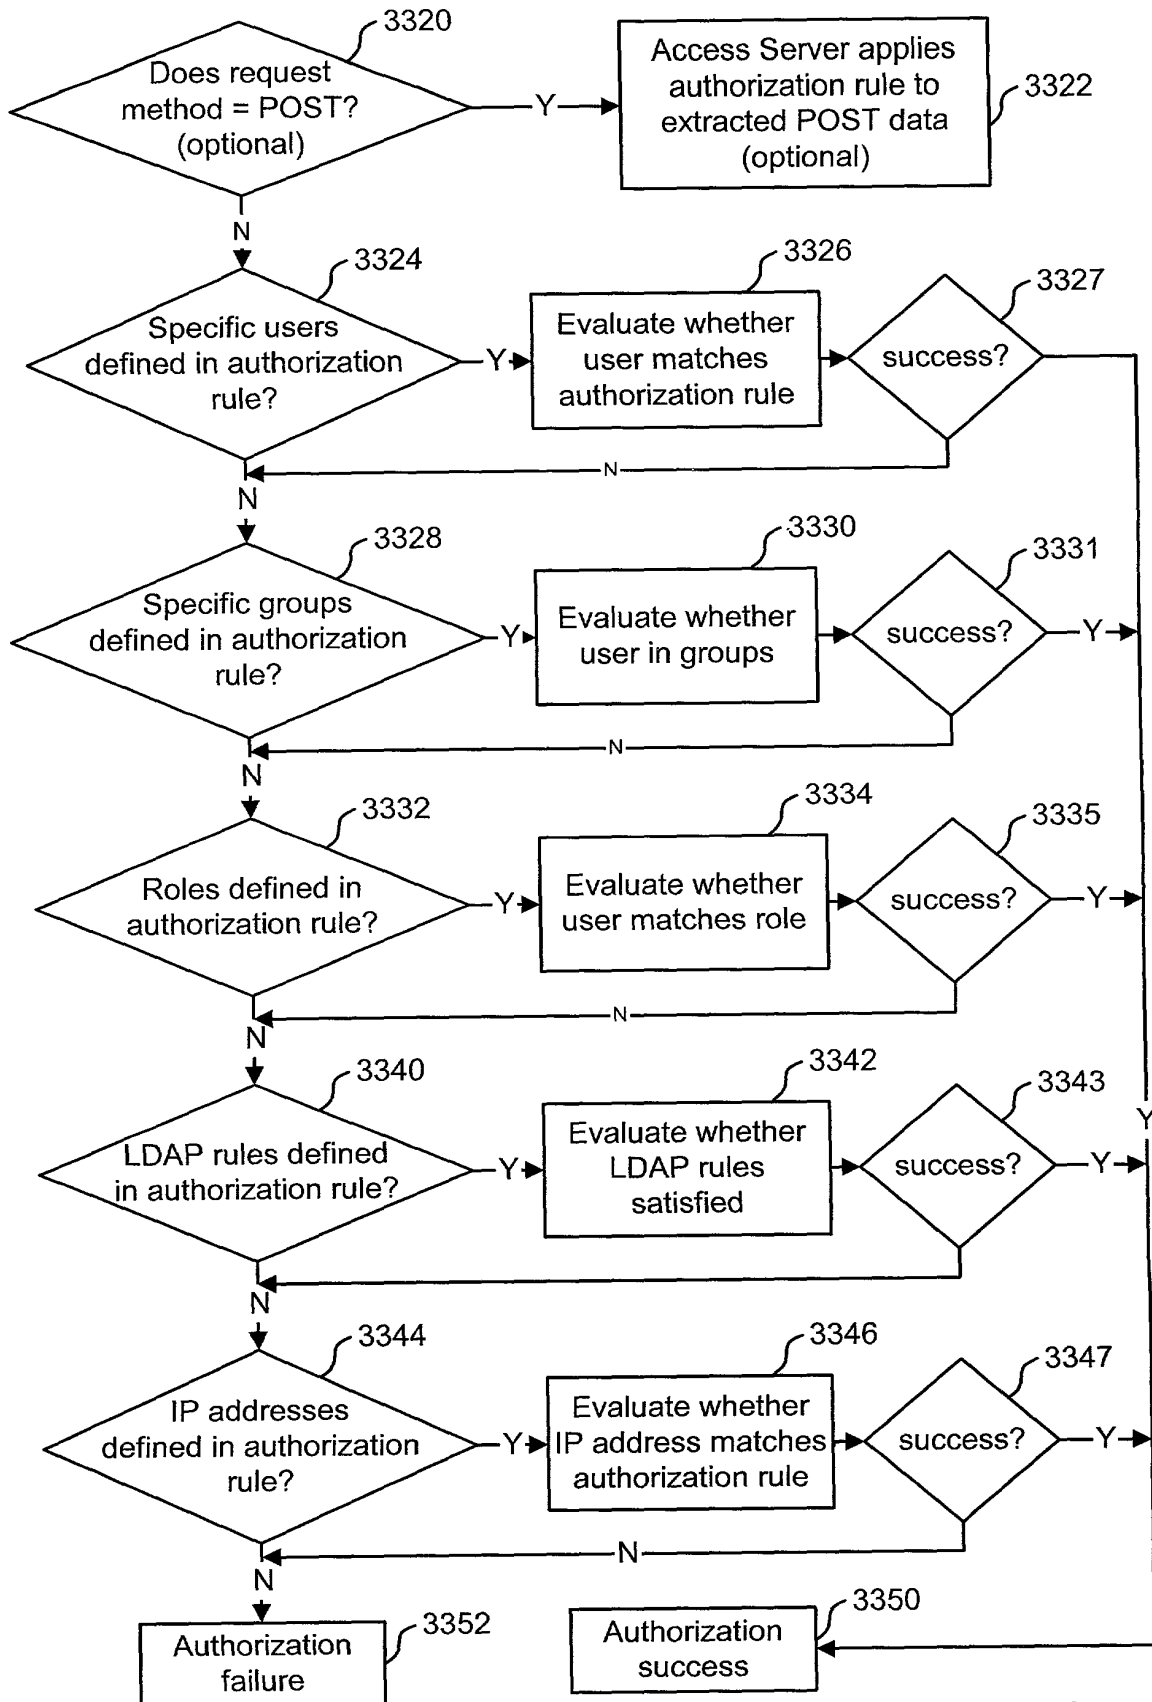 3320
Does request
method = POST?
(optional)
Y
Access Server applies
authorization rule to
extracted POST data
(optional)
3322
N
3324
Specific users
defined in authorization
rule?
Y
3326
Evaluate whether
user matches
authorization rule
3327
success?
N
N
3328
Specific groups
defined in authorization
rule?
Y
3330
Evaluate whether
user in groups
3331
success?
Y
N
N
3332
Roles defined in
authorization rule?
Y
3334
Evaluate whether
user matches role
3335
success?
Y
N
N
3340
LDAP rules defined
in authorization rule?
Y
3342
Evaluate whether
LDAP rules
satisfied
3343
success?
Y
Y
N
3344
IP addresses
defined in authorization
rule?
Y
3346
Evaluate whether
IP address matches
authorization rule
3347
success?
Y
N
N
3352
Authorization
failure
3350
Authorization
success